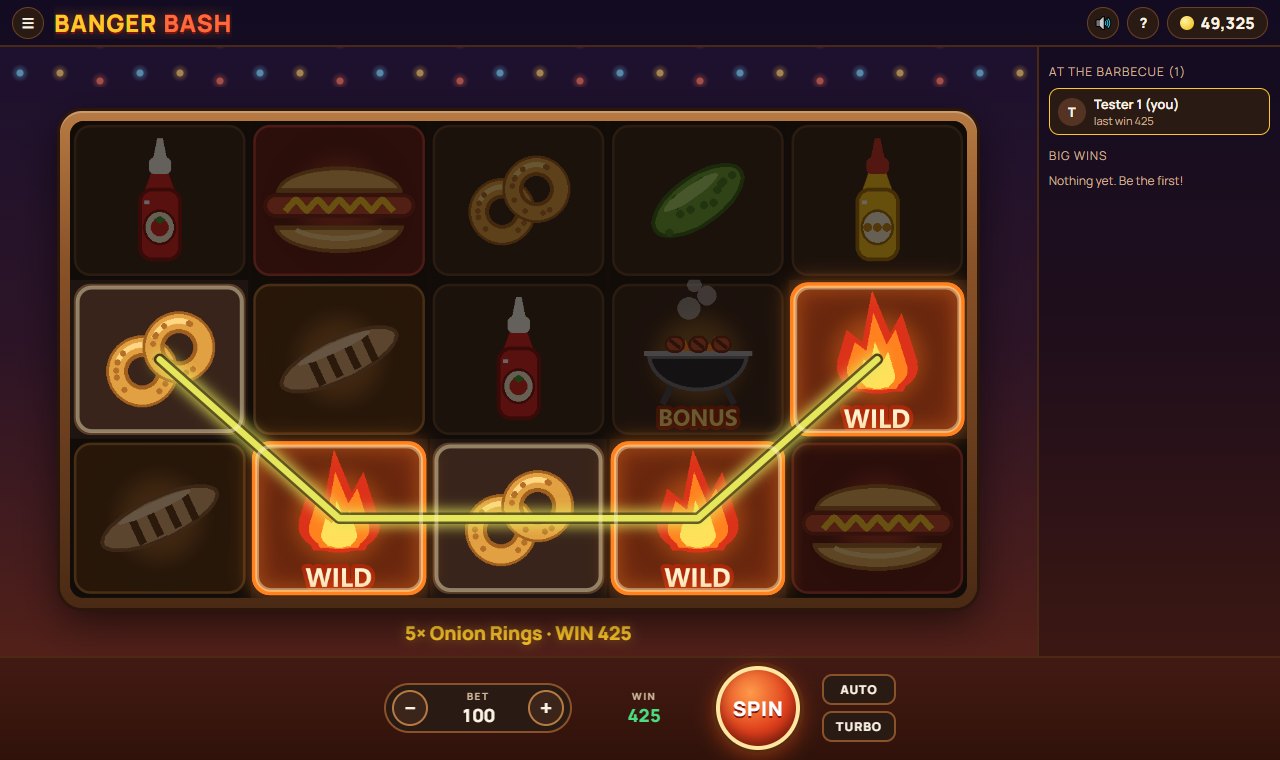 BANGER BASH
?
49,325
AT THE BARBECUE (1)
T
Tester 1 (you)
last win 425
BIG WINS
Nothing yet. Be the first!
BONUS
WILD
WILD
WILD
5× Onion Rings · WIN 425
−
BET
100
+
WIN
425
SPIN
AUTO
TURBO